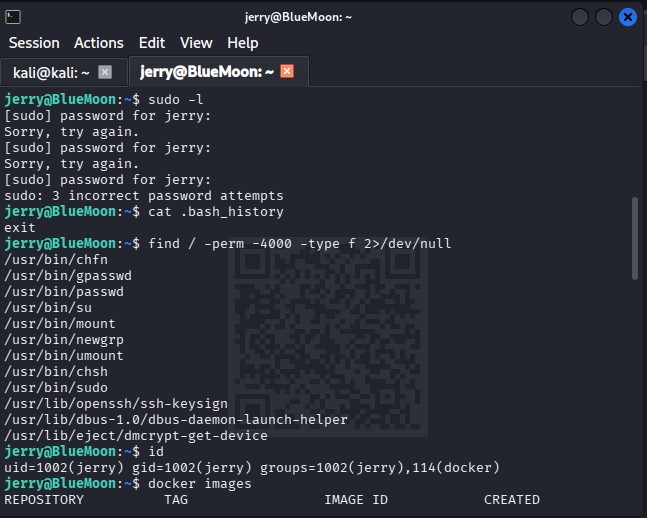 jerry@BlueMoon: ~
Session Actions Edit View Help
kali@kali: ~ jerry@BlueMoon: ~
jerry@BlueMoon:~$ sudo -l
[sudo] password for jerry:
Sorry, try again.
[sudo] password for jerry:
Sorry, try again.
[sudo] password for jerry:
sudo: 3 incorrect password attempts
jerry@BlueMoon:~$ cat .bash_history
exit
jerry@BlueMoon:~$ find / -perm -4000 -type f 2>/dev/null
/usr/bin/chfn
/usr/bin/gpasswd
/usr/bin/passwd
/usr/bin/su
/usr/bin/mount
/usr/bin/newgrp
/usr/bin/umount
/usr/bin/chsh
/usr/bin/sudo
/usr/lib/openssh/ssh-keysign
/usr/lib/dbus-1.0/dbus-daemon-launch-helper
/usr/lib/eject/dmcrypt-get-device
jerry@BlueMoon:~$ id
uid=1002(jerry) gid=1002(jerry) groups=1002(jerry),114(docker)
jerry@BlueMoon:~$ docker images
REPOSITORY TAG IMAGE ID CREATED